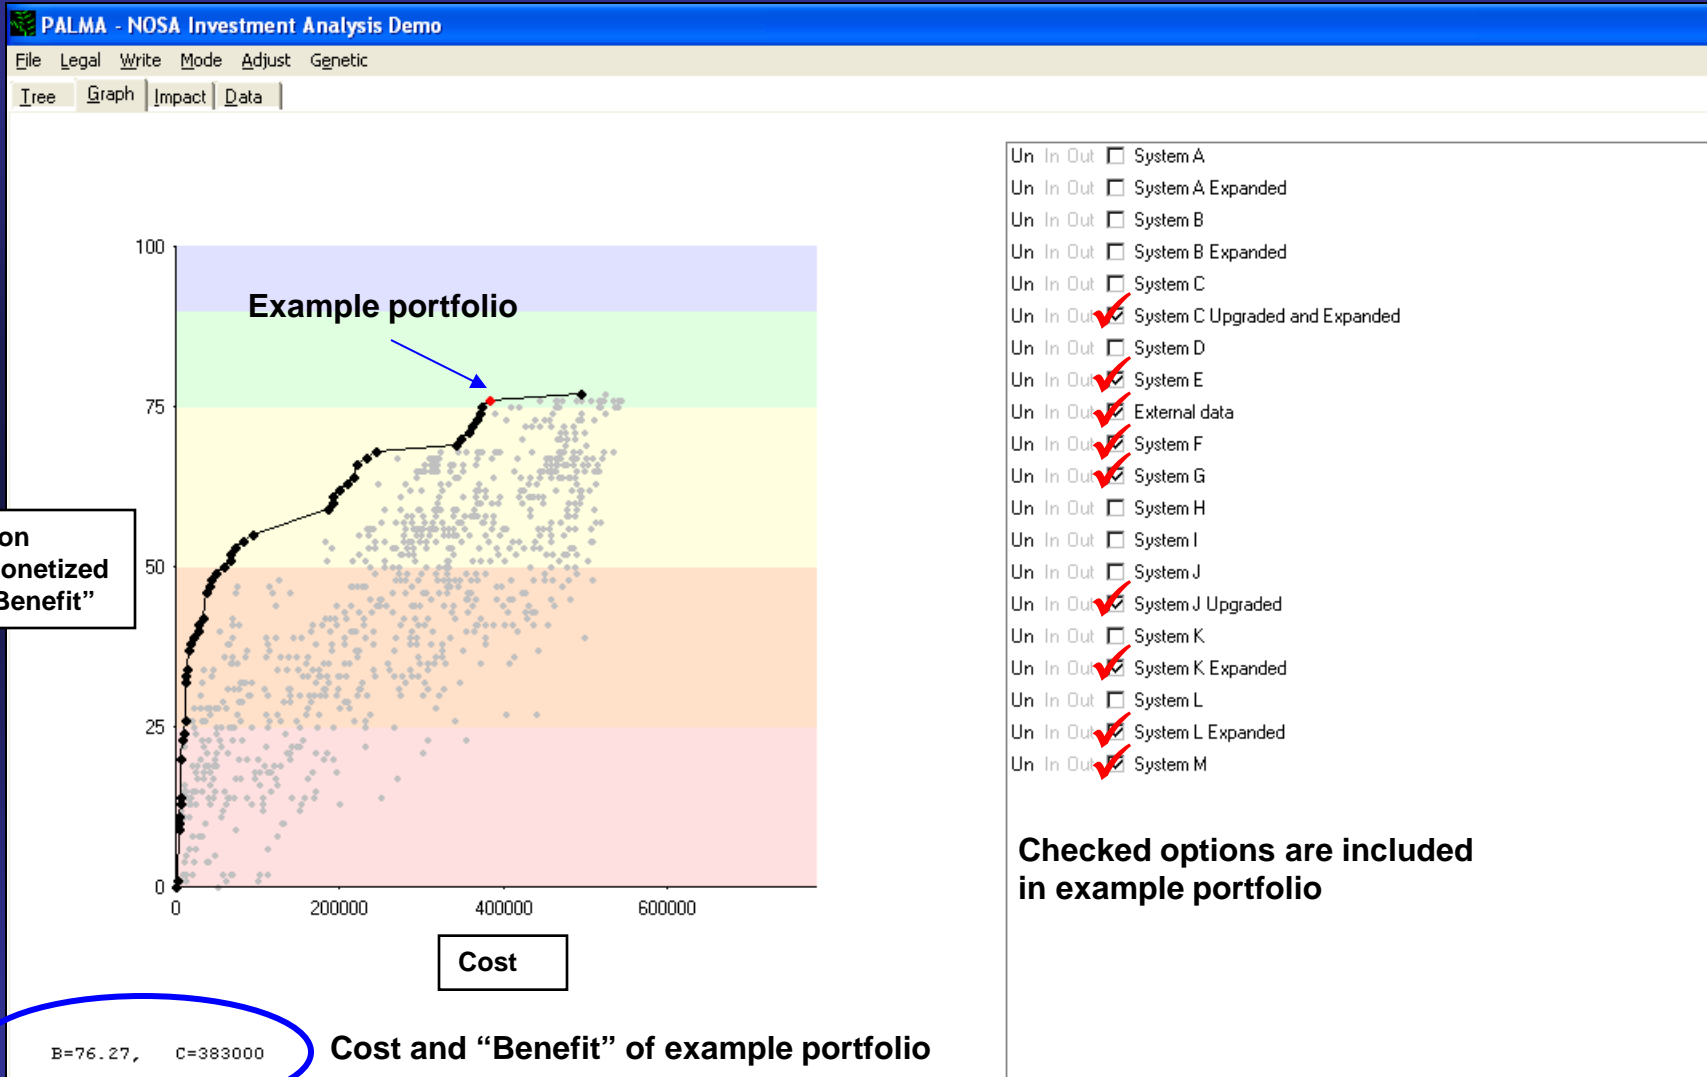 PALMA - NOSA Investment Analysis Demo
File Legal Write Mode Adjust Genetic
Tree Graph Impact Data
Un In Out System A
Un In Out System A Expanded
Un In Out System B
Un In Out System B Expanded
Un In Out System C
Un In Out System C Upgraded and Expanded
Un In Out System D
Un In Out System E
Un In Out External data
Un In Out System F
Un In Out System G
Un In Out System H
Un In Out System I
Un In Out System J
Un In Out System J Upgraded
Un In Out System K
Un In Out System K Expanded
Un In Out System L
Un In Out System L Expanded
Un In Out System M
100
75
50
25
0
Example portfolio
on
onetized
Benefit”
0 200000 400000 600000
Cost
Checked options are included
in example portfolio
B=76.27, C=383000
Cost and “Benefit” of example portfolio